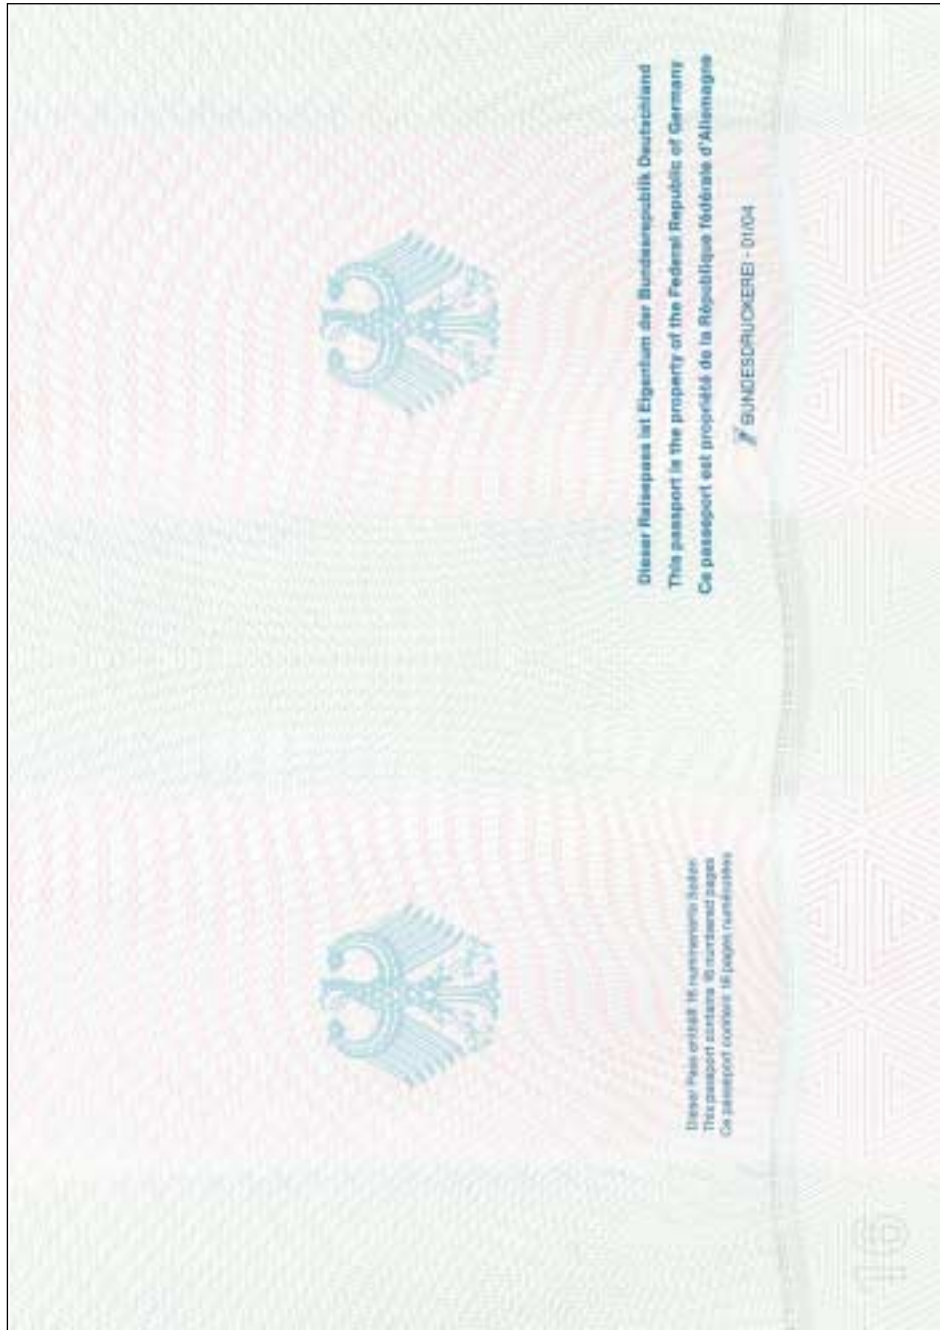 Dieser Reisepass ist Eigentum der Bundesrepublik Deutschland
This passport is the property of the Federal Republic of Germany
Ce passeport est propriété de la République fédérale d'Allemagne
BUNDESDRUCKEREI - 01/04
Dieser Pass enthält 16 nummerierte Seiten
This passport contains 16 numbered pages
Ce passeport contient 16 pages numérotées
16